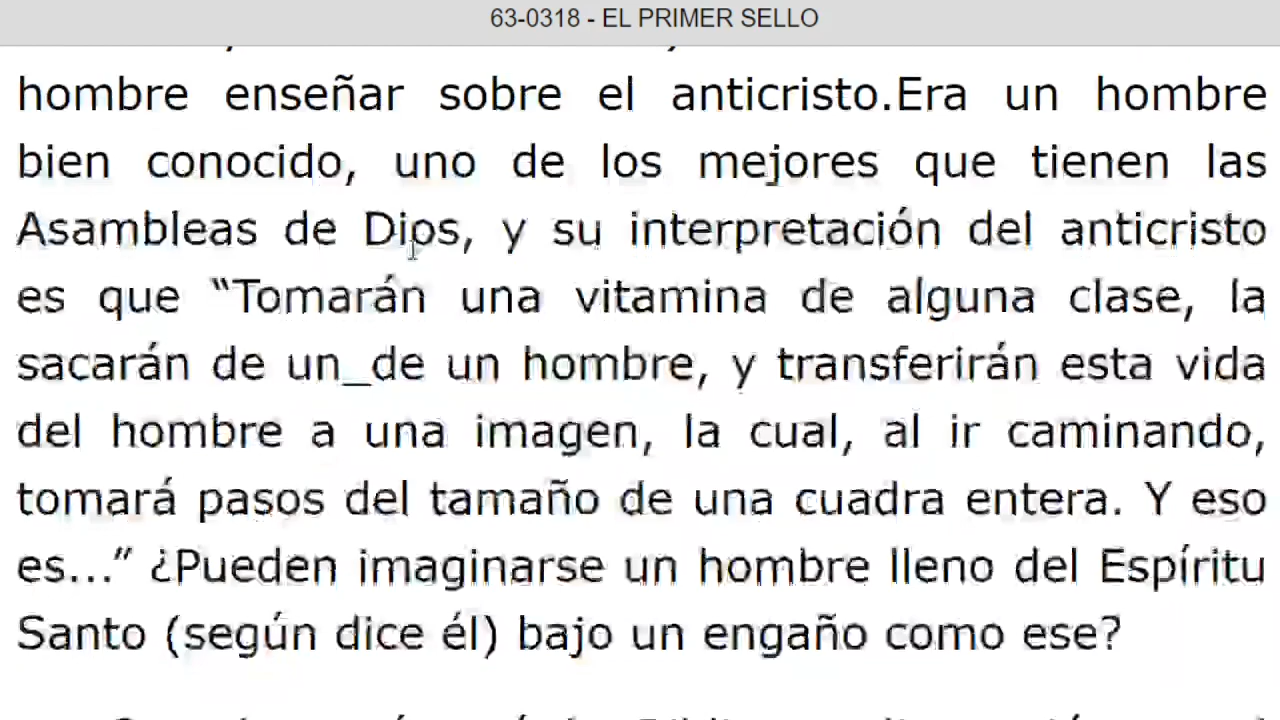 63-0318 - EL PRIMER SELLO
hombre enseñar sobre el anticristo.Era un hombre
bien conocido, uno de los mejores que tienen las
Asambleas de Dios, y su interpretación del anticristo
es que “Tomarán una vitamina de alguna clase, la
sacarán de un_de un hombre, y transferirán esta vida
del hombre a una imagen, la cual, al ir caminando,
tomará pasos del tamaño de una cuadra entera. Y eso
es...” ¿Pueden imaginarse un hombre lleno del Espíritu
Santo (según dice él) bajo un engaño como ese?